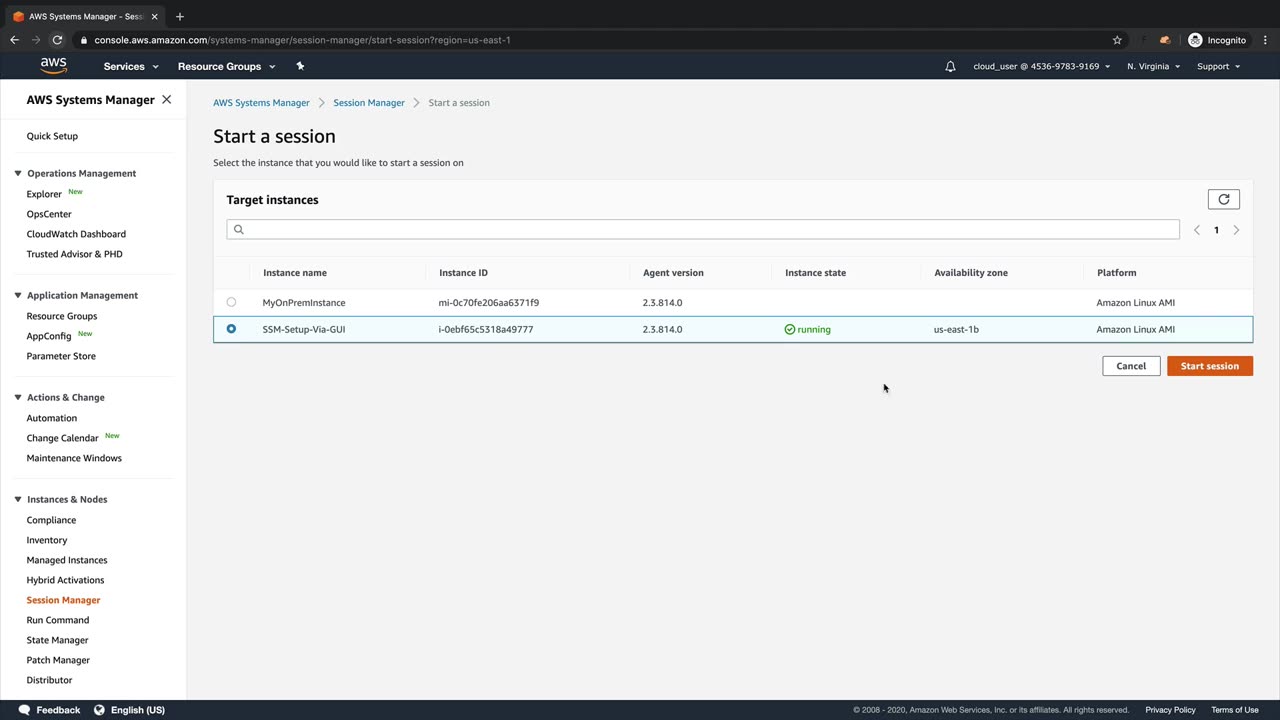 AWS Systems Manager - Sessi
console.aws.amazon.com/systems-manager/session-manager/start-session?region=us-east-1
Incognito
aws
Services
Resource Groups
cloud_user @ 4536-9783-9169
N. Virginia
Support
AWS Systems Manager
Quick Setup
Operations Management
Explorer New
OpsCenter
CloudWatch Dashboard
Trusted Advisor & PHD
Application Management
Resource Groups
AppConfig New
Parameter Store
Actions & Change
Automation
Change Calendar New
Maintenance Windows
Instances & Nodes
Compliance
Inventory
Managed Instances
Hybrid Activations
Session Manager
Run Command
State Manager
Patch Manager
Distributor
AWS Systems Manager > Session Manager > Start a session
Start a session
Select the instance that you would like to start a session on
Target instances
1
Instance name Instance ID Agent version Instance state Availability zone Platform
MyOnPremInstance mi-0c70fe206aa6371f9 2.3.814.0 Amazon Linux AMI
SSM-Setup-Via-GUI i-0ebf65c5318a49777 2.3.814.0 running us-east-1b Amazon Linux AMI
Cancel
Start session
Feedback
English (US)
© 2008 - 2020, Amazon Web Services, Inc. or its affiliates. All rights reserved.
Privacy Policy
Terms of Use